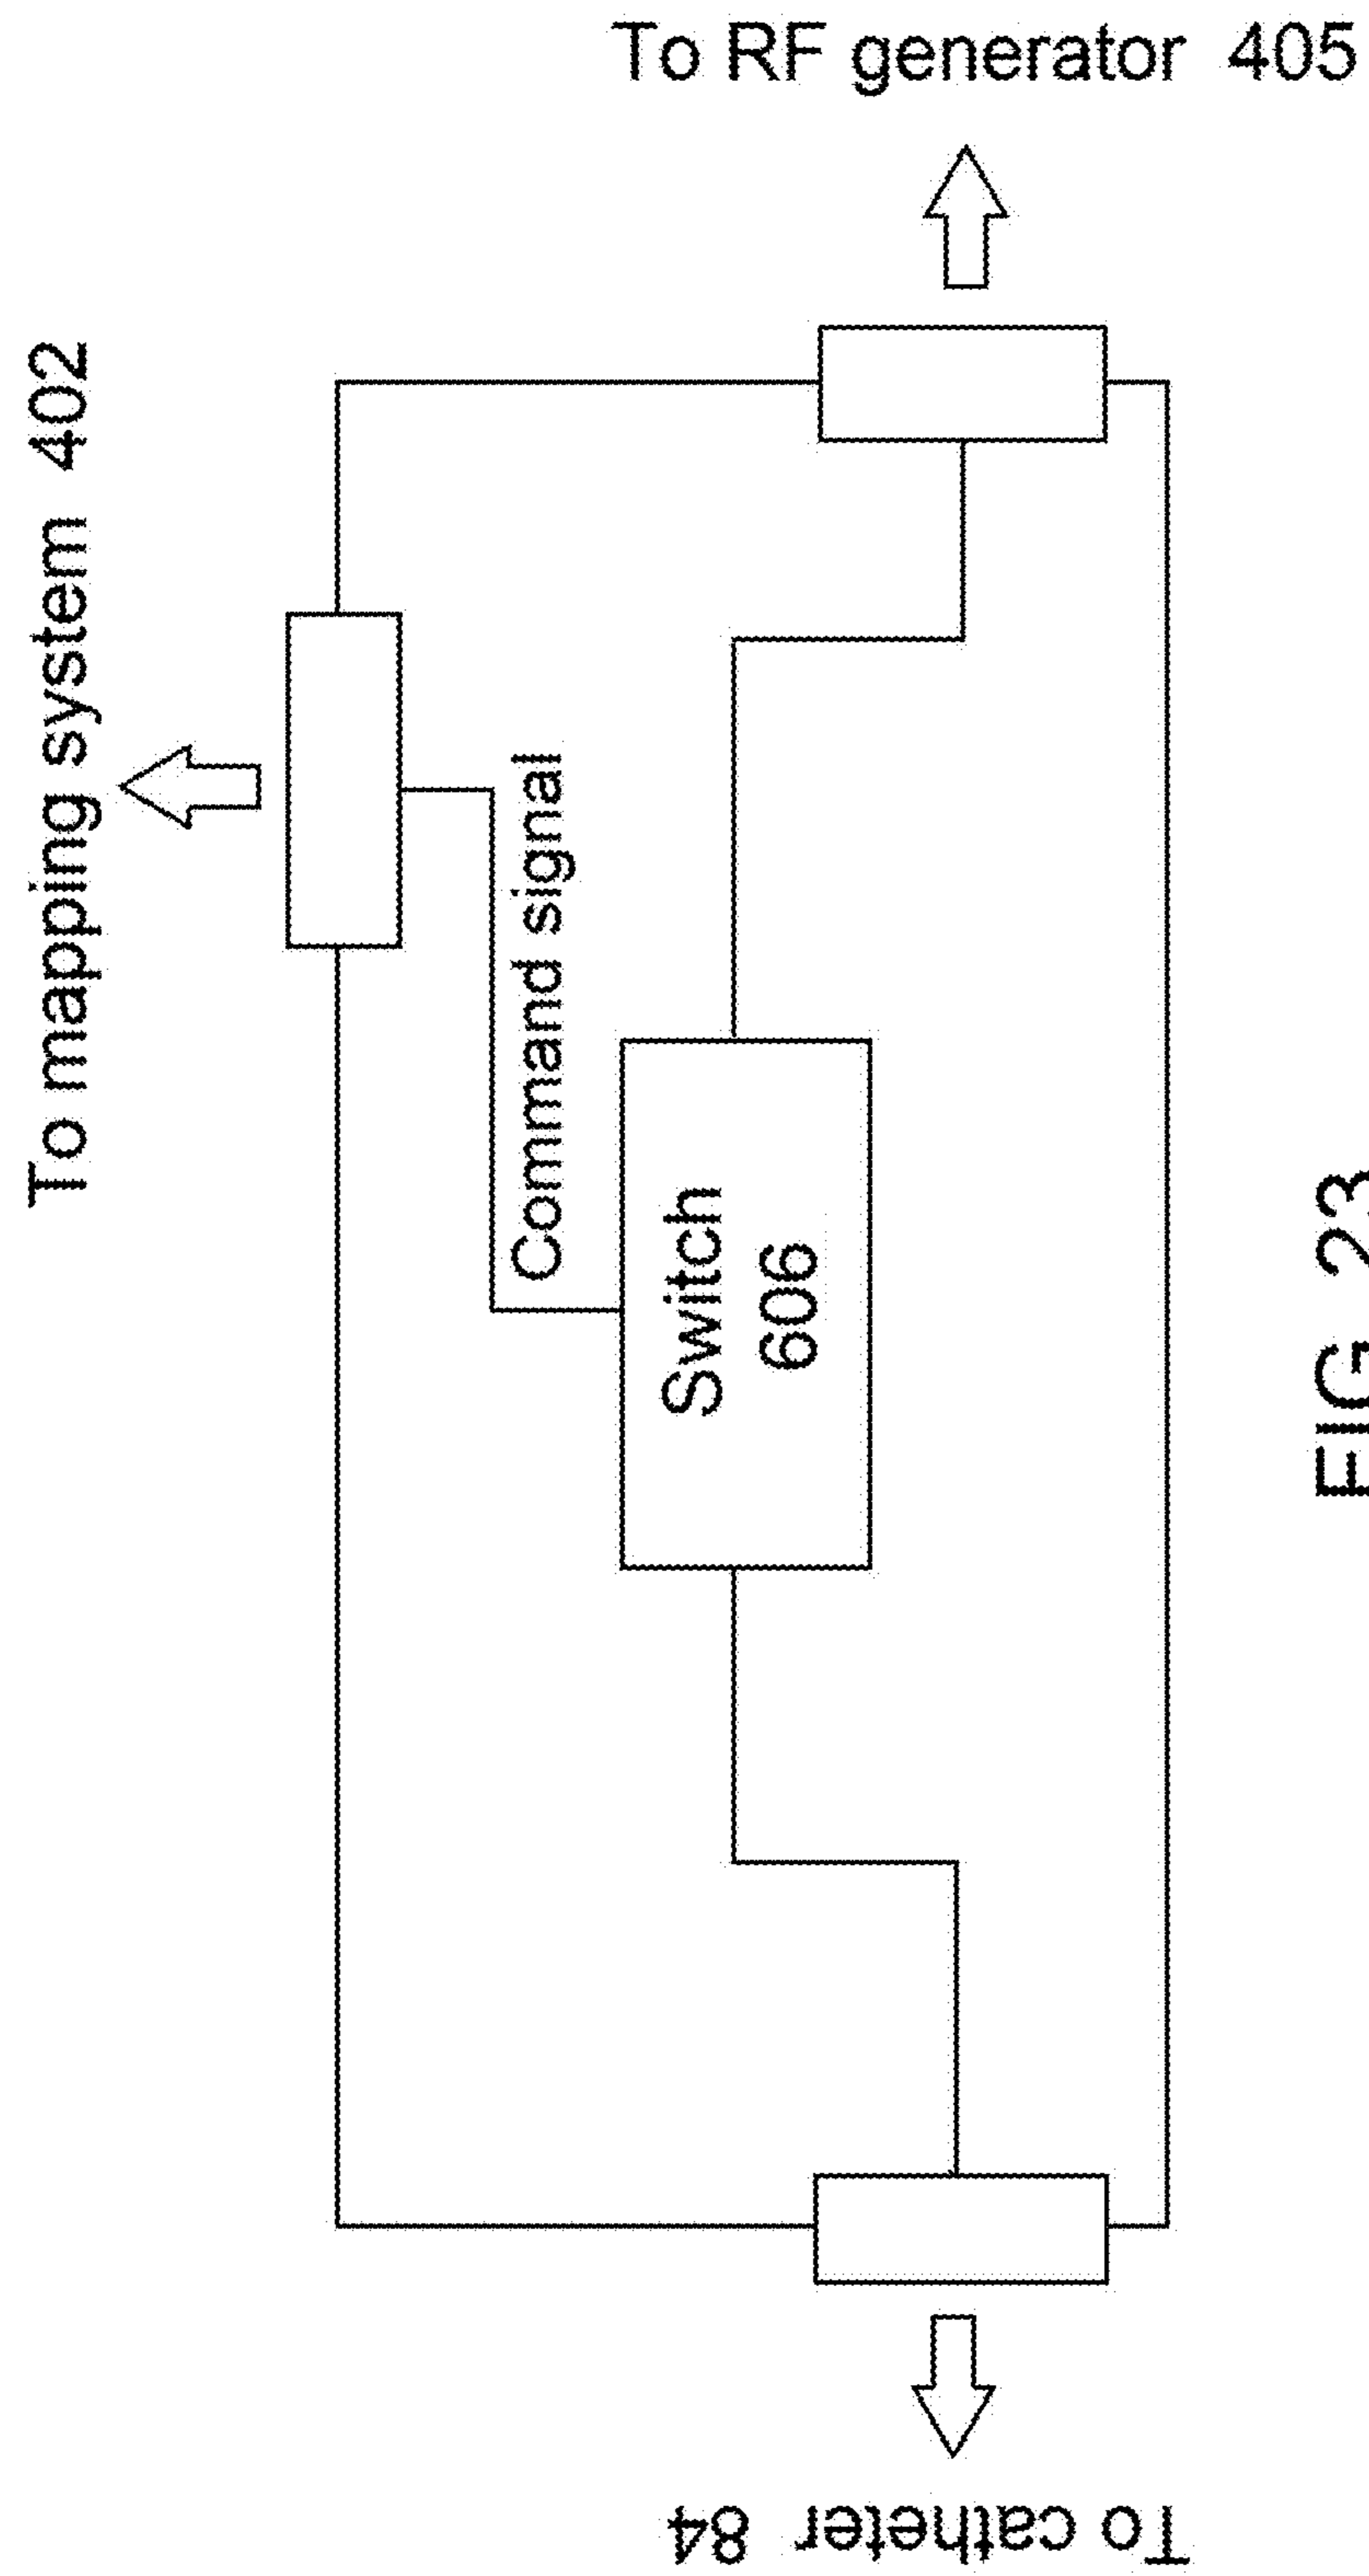 To RF generator 405
To mapping system 402
Command signal
Switch
606
To catheter 84
FIG 23